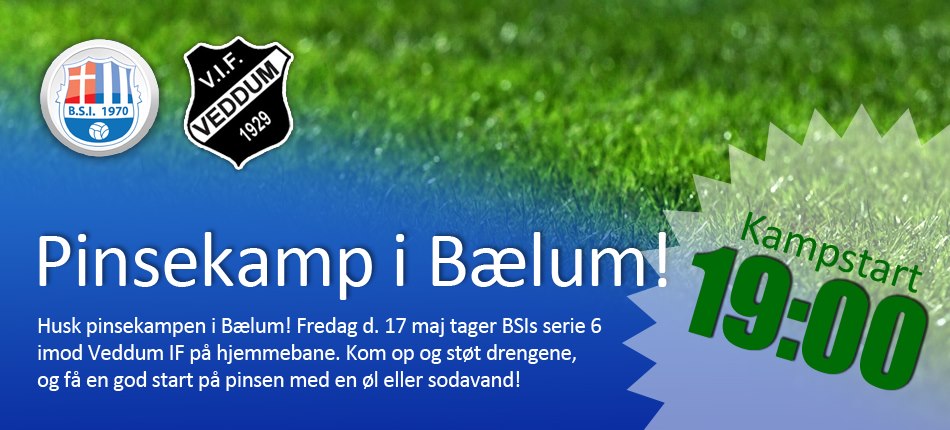 B.S.I. 1970
V.I.F.
VEDDUM
1929
Pinsekamp i Bælum!
Kampstart
19:00
Husk pinsekampen i Bælum! Fredag d. 17 maj tager BSIs serie 6
imod Veddum IF på hjemmebane. Kom op og støt drengene,
og få en god start på pinsen med en øl eller sodavand!